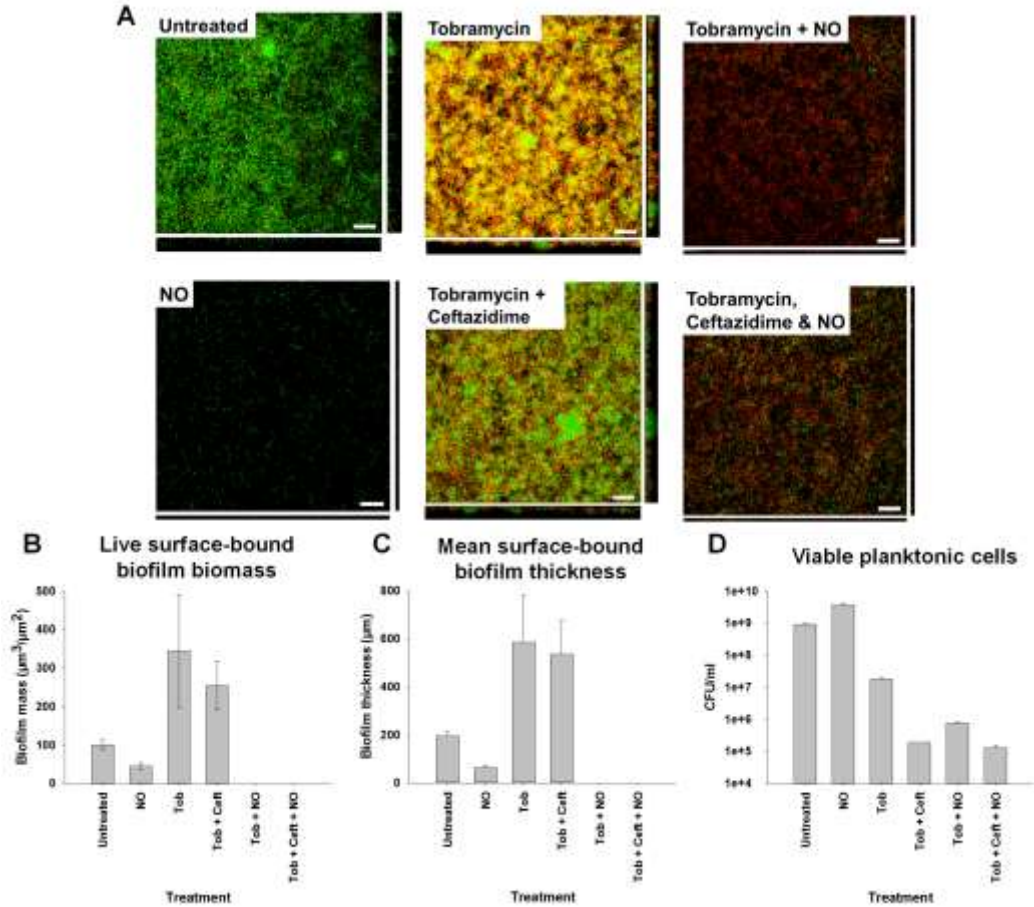 A
Untreated
Tobramycin
Tobramycin + NO
NO
Tobramycin +
Ceftazidime
Tobramycin,
Ceftazidime & NO
B
Live surface-bound
biofilm biomass
Biofilm mass (µm³/µm²)
500
400
300
200
100
0
Untreated
NO
Tob
Tob + Ceft
Tob + NO
Tob + Ceft + NO
Treatment
C
Mean surface-bound
biofilm thickness
Biofilm thickness (µm)
800
600
400
200
0
Untreated
NO
Tob
Tob + Ceft
Tob + NO
Tob + Ceft + NO
Treatment
D
Viable planktonic cells
CFU/ml
1e+10
1e+9
1e+8
1e+7
1e+6
1e+5
1e+4
Untreated
NO
Tob
Tob + Ceft
Tob + NO
Tob + Ceft + NO
Treatment